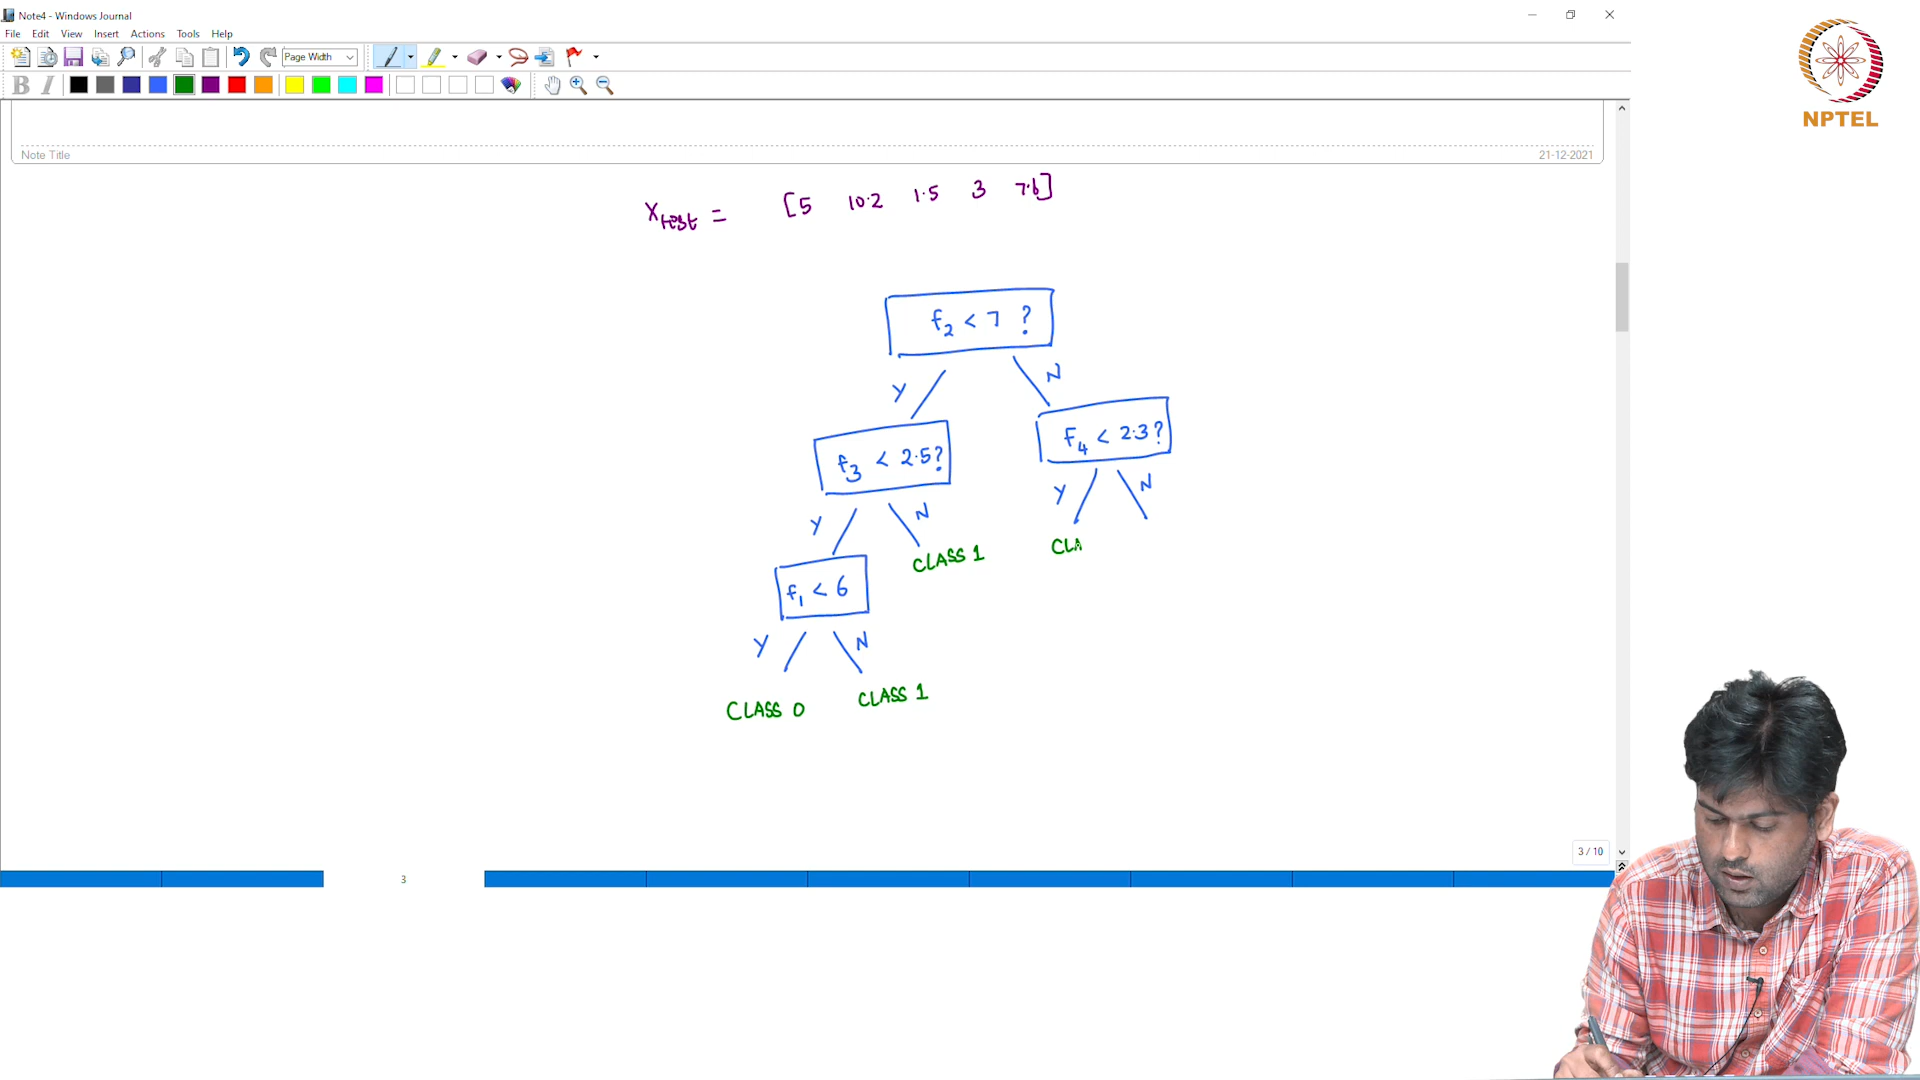 Note4 - Windows Journal
File Edit View Insert Actions Tools Help
Page Width
B I
NPTEL
Note Title 21-12-2021
Xtest = [5 10.2 1.5 3 7.6]
f2 < 7 ?
Y N
f3 < 2.5? f4 < 2.3?
Y N Y N
CLASS 1 CLA
f1 < 6
Y N
CLASS 0 CLASS 1
3 / 10
3